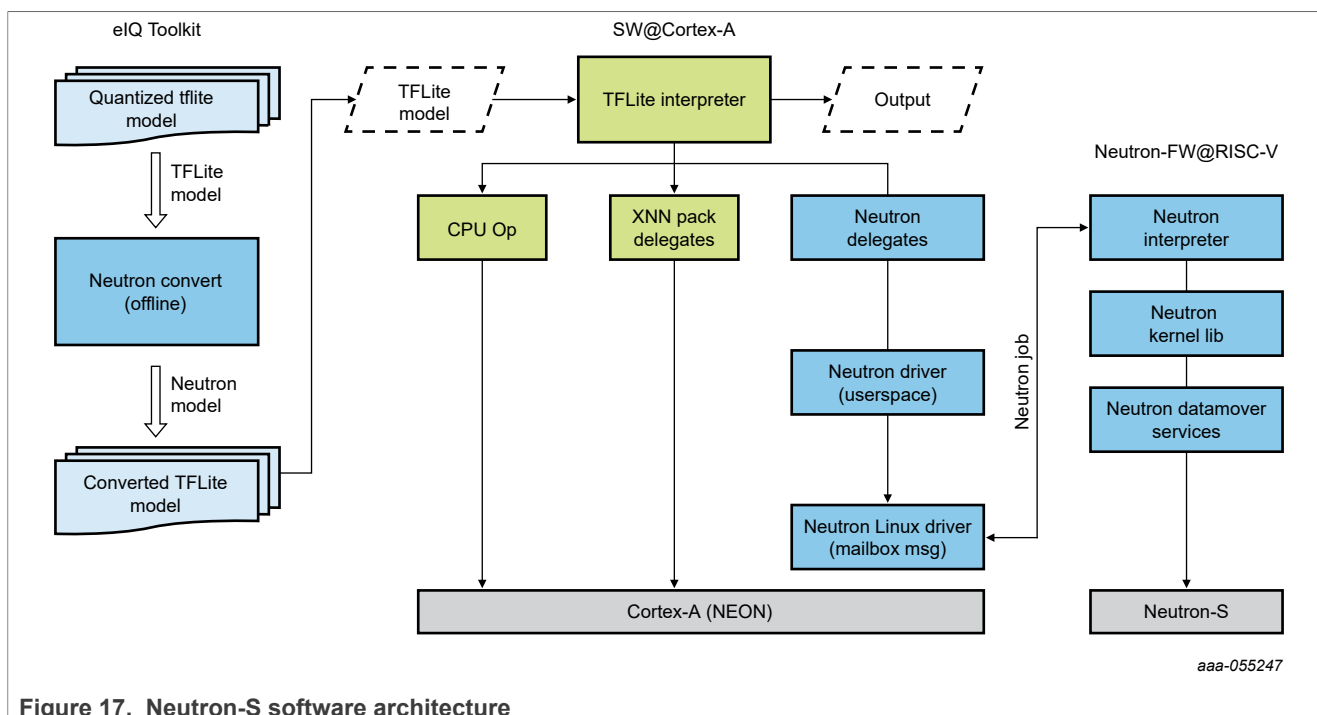 eIQ Toolkit
SW@Cortex-A
Quantized tflite
model
TFLite
model
TFLite interpreter
Output
Neutron-FW@RISC-V
TFLite
model
CPU Op
XNN pack
delegates
Neutron
delegates
Neutron
interpreter
Neutron convert
(offline)
Neutron
kernel lib
Neutron job
Neutron driver
(userspace)
Neutron
model
Neutron datamover
services
Converted TFLite
model
Neutron Linux driver
(mailbox msg)
Cortex-A (NEON)
Neutron-S
aaa-055247
Figure 17. Neutron-S software architecture